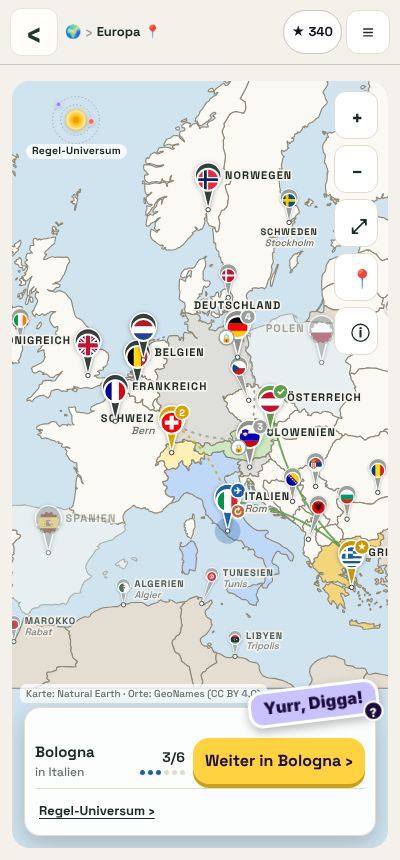 <
> Europa
★ 340
≡
Regel-Universum
+
−
NORWEGEN
SCHWEDEN
Stockholm
DEUTSCHLAND
4
POLEN
ÖNIGREICH
BELGIEN
FRANKREICH
ÖSTERREICH
SCHWEIZ
2
Bern
3
SLOWENIEN
ITALIEN
Rom
SPANIEN
GRI
ALGERIEN
Algier
TUNESIEN
Tunis
MAROKKO
Rabat
LIBYEN
Tripolis
Karte: Natural Earth · Orte: GeoNames (CC BY 4.0)
Yurr, Digga!
?
Bologna
3/6
in Italien
Weiter in Bologna >
Regel-Universum >